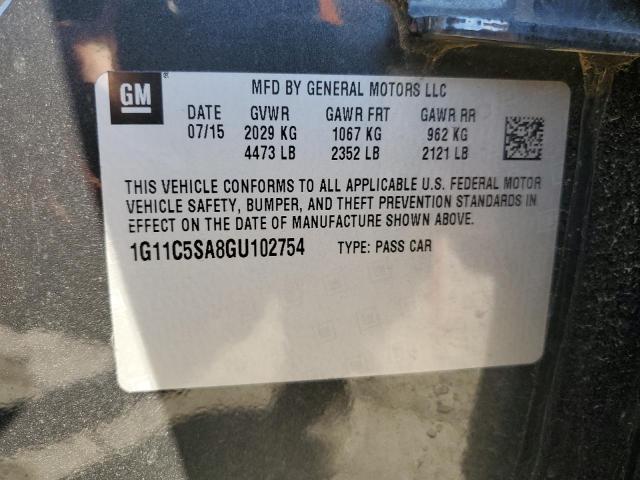 GM ®
MFD BY GENERAL MOTORS LLC
DATE GVWR GAWR FRT GAWR RR
07/15 2029 KG 1067 KG 962 KG
4473 LB 2352 LB 2121 LB
THIS VEHICLE CONFORMS TO ALL APPLICABLE U.S. FEDERAL MOTOR
VEHICLE SAFETY, BUMPER, AND THEFT PREVENTION STANDARDS IN
EFFECT ON THE DATE OF MANUFACTURE SHOWN ABOVE.
1G11C5SA8GU102754 TYPE: PASS CAR